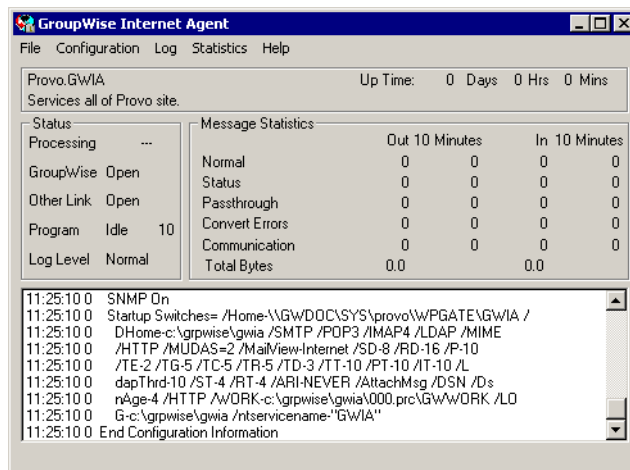 GroupWise Internet Agent
File Configuration Log Statistics Help
Provo.GWIA Up Time: 0 Days 0 Hrs 0 Mins
Services all of Provo site.
Status
Processing ---
GroupWise Open
Other Link Open
Program Idle 10
Log Level Normal
Message Statistics
Out 10 Minutes In 10 Minutes
Normal 0 0 0 0
Status 0 0 0 0
Passthrough 0 0 0 0
Convert Errors 0 0 0 0
Communication 0 0 0 0
Total Bytes 0.0 0.0
11:25:10 0 SNMP On
11:25:10 0 Startup Switches= /Home-\\GWDOC\SYS\provo\WPGATE\GWIA /
11:25:10 0 DHome-c:\grpwise\gwia /SMTP /POP3 /IMAP4 /LDAP /MIME
11:25:10 0 /HTTP /MUDAS=2 /MailView-Internet /SD-8 /RD-16 /P-10
11:25:10 0 /TE-2 /TG-5 /TC-5 /TR-5 /TD-3 /TT-10 /PT-10 /IT-10 /L
11:25:10 0 dapThrd-10 /ST-4 /RT-4 /ARI-NEVER /AttachMsg /DSN /Ds
11:25:10 0 nAge-4 /HTTP /WORK-c:\grpwise\gwia\000.prc\GWWORK /LO
11:25:10 0 G-c:\grpwise\gwia /ntservicename-"GWIA"
11:25:10 0 End Configuration Information